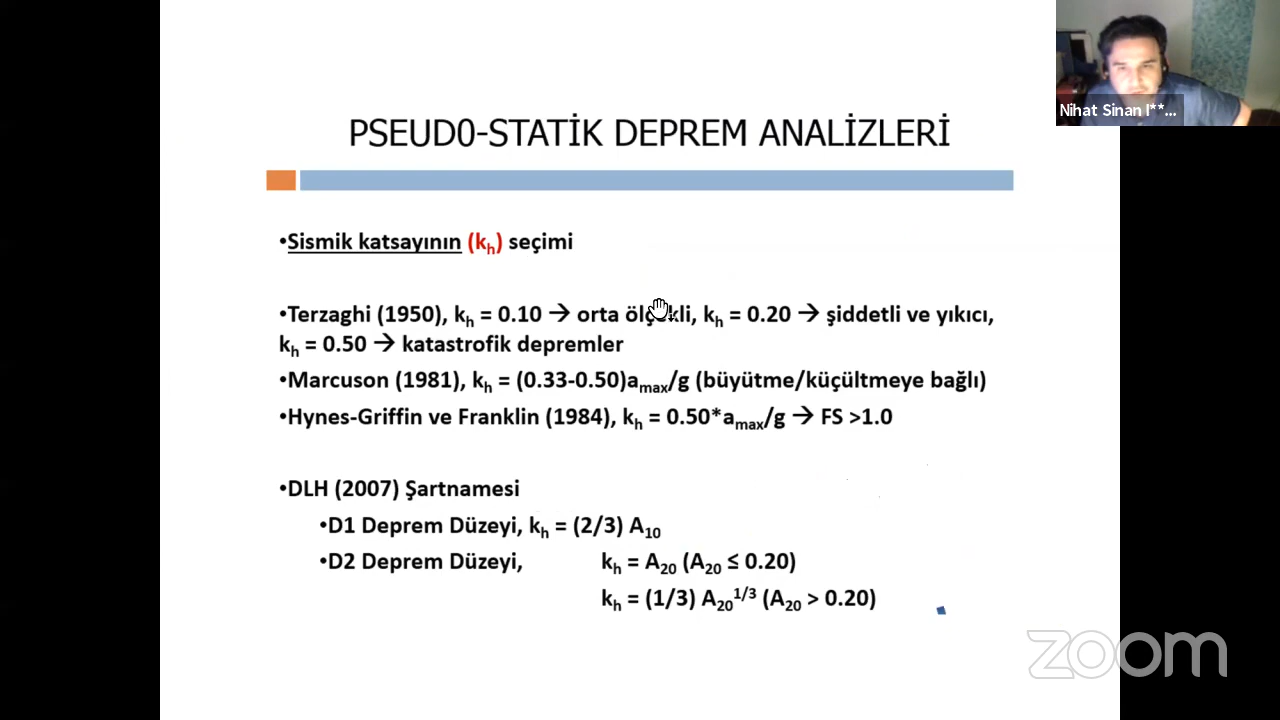 Nihat Sinan I**...
PSEUD0-STATİK DEPREM ANALİZLERİ
•Sismik katsayının (kh) seçimi
•Terzaghi (1950), kh = 0.10 → orta ölçekli, kh = 0.20 → şiddetli ve yıkıcı,
kh = 0.50 → katastrofik depremler
•Marcuson (1981), kh = (0.33-0.50)amax/g (büyütme/küçültmeye bağlı)
•Hynes-Griffin ve Franklin (1984), kh = 0.50*amax/g → FS >1.0
•DLH (2007) Şartnamesi
•D1 Deprem Düzeyi, kh = (2/3) A10
•D2 Deprem Düzeyi, kh = A20 (A20 ≤ 0.20)
kh = (1/3) A20^1/3 (A20 > 0.20)
zoom